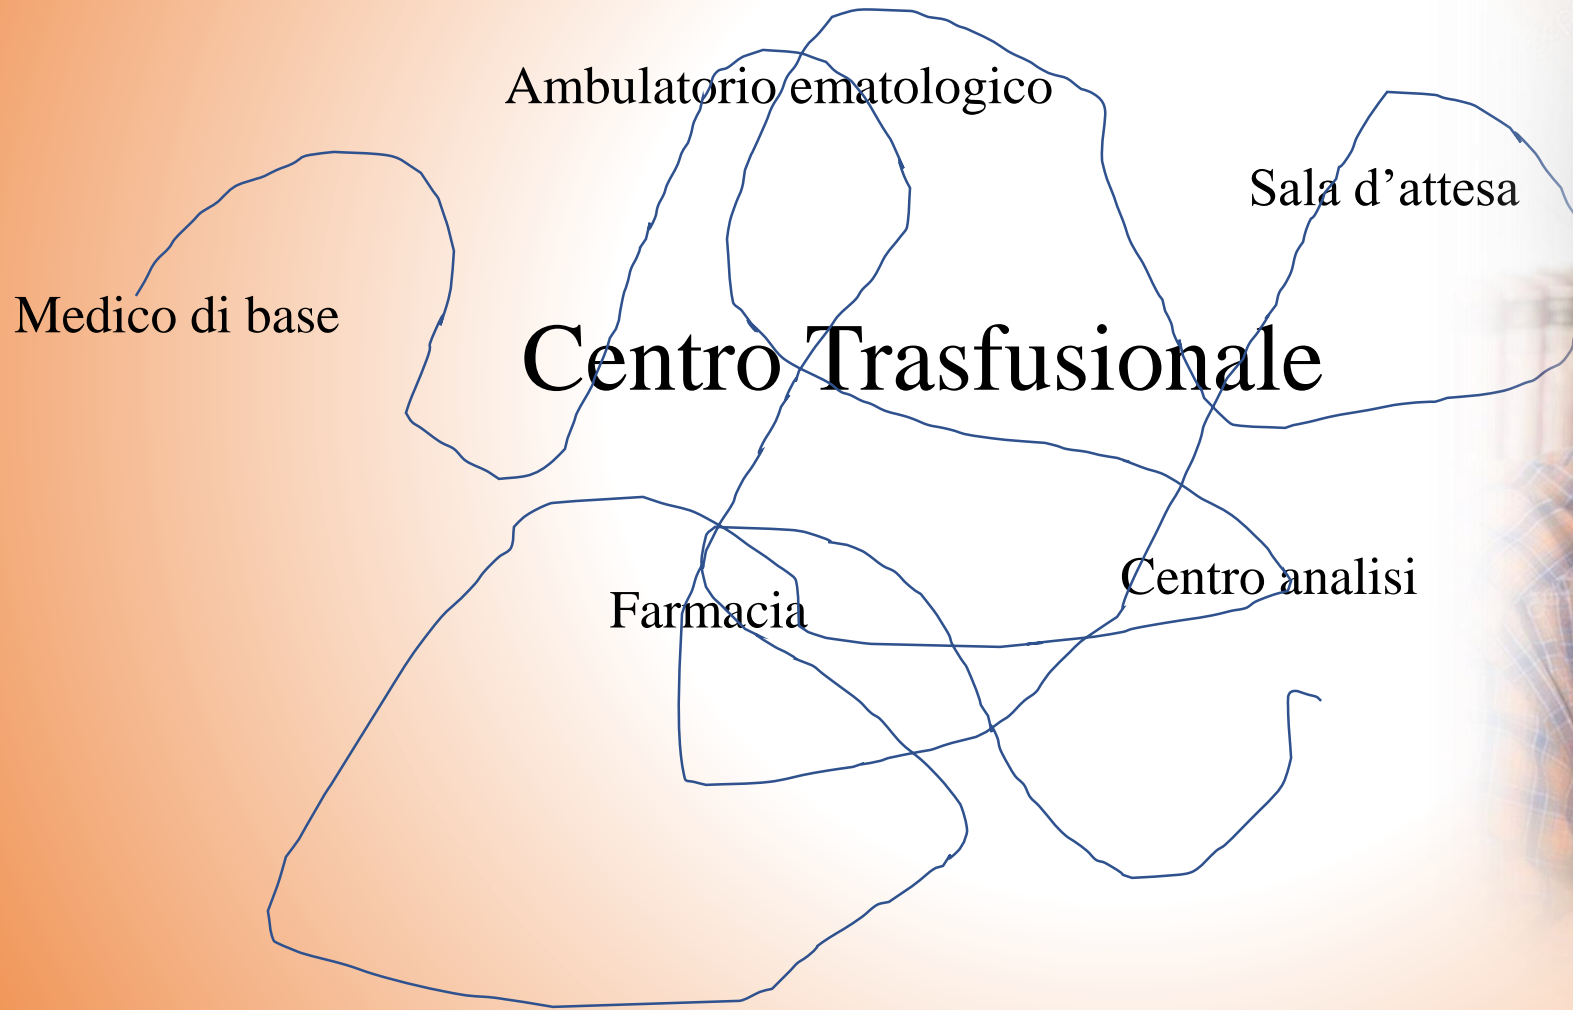 Ambulatorio ematologico
Sala d’attesa
Medico di base
Centro Trasfusionale
Centro analisi
Farmacia